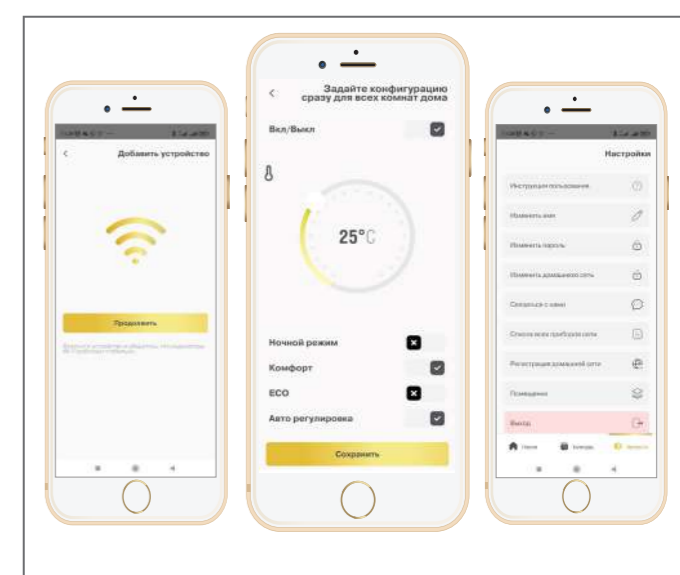 Добавить устройство
Продолжить
Задайте конфигурацию
сразу для всех комнат дома
Вкл/Выкл
25°C
Ночной режим
Комфорт
ECO
Авто регулировка
Сохранить
Настройки
Инструкция пользования
Изменить имя
Изменить пароль
Изменить домашнюю сеть
Связаться с нами
Список всех приборов сети
Регистрация домашней сети
Помещения
Выход